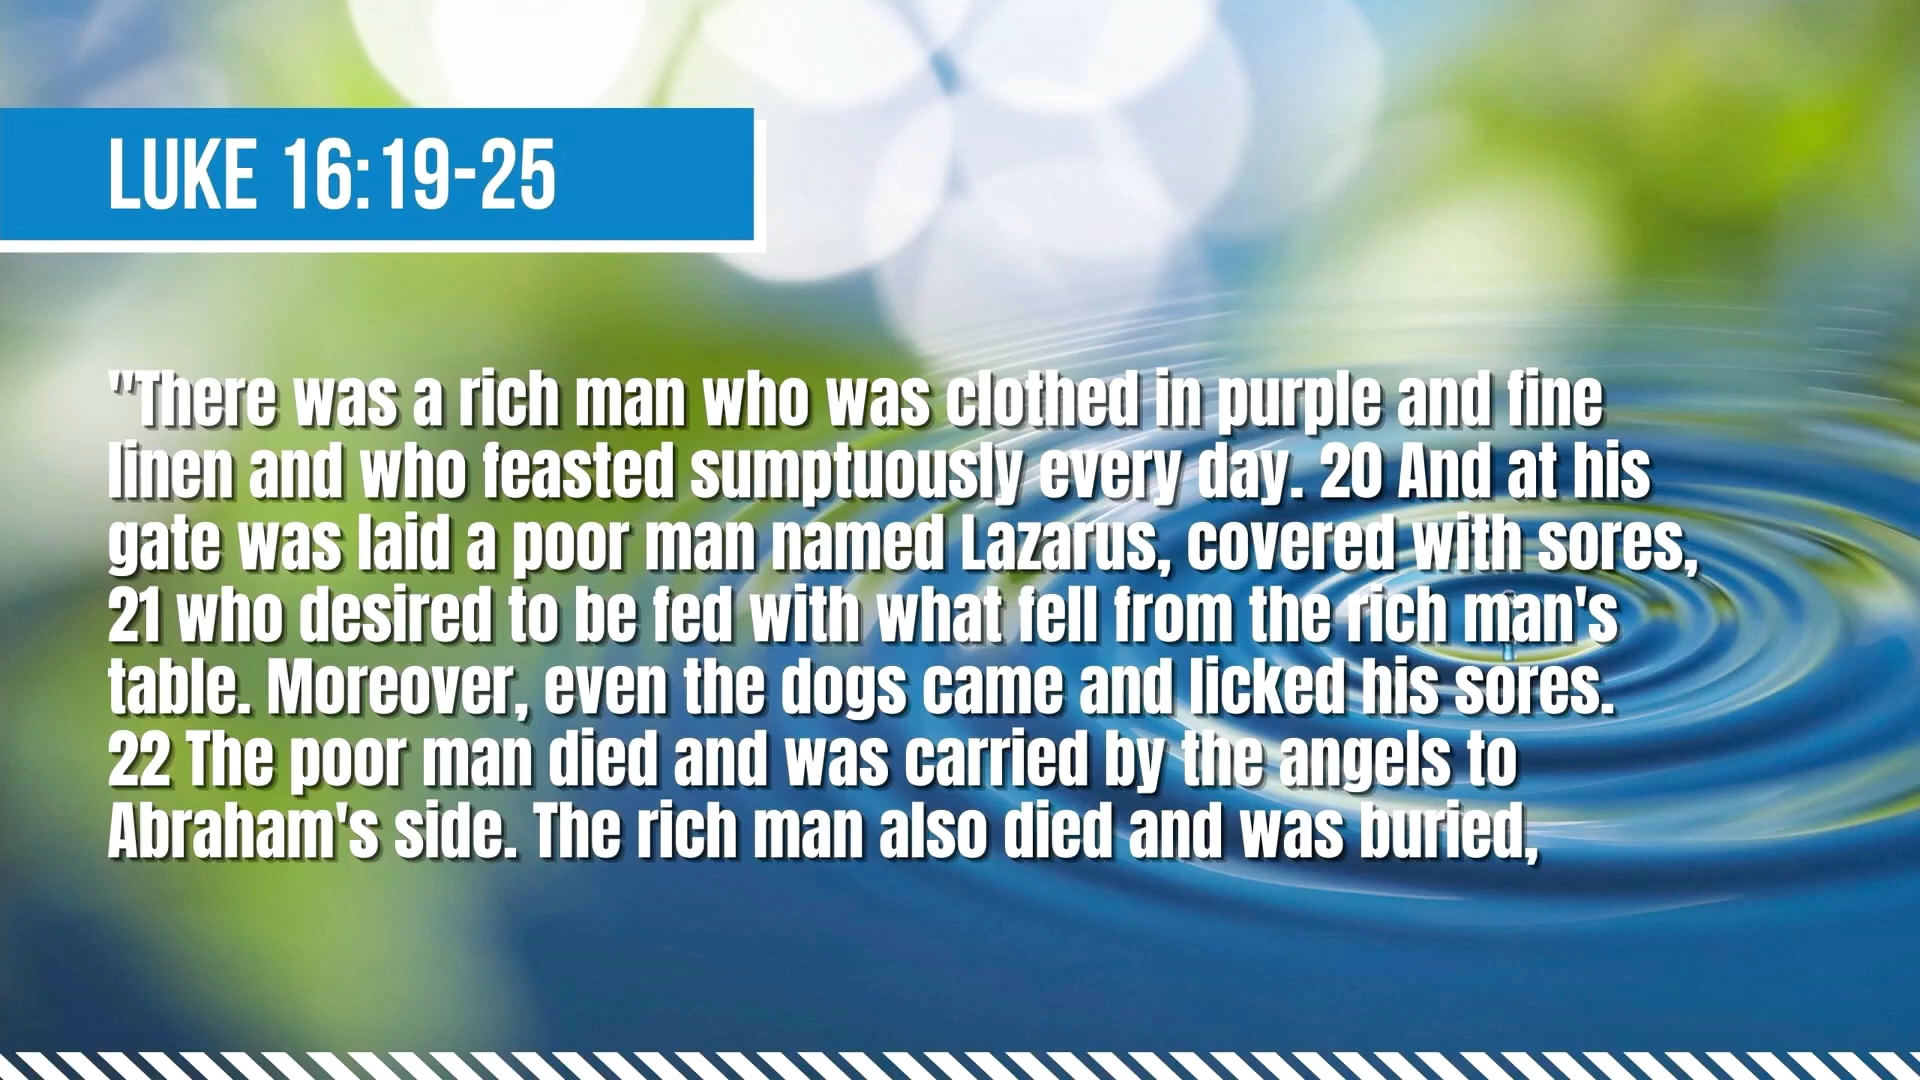 LUKE 16:19-25
"There was a rich man who was clothed in purple and fine
linen and who feasted sumptuously every day. 20 And at his
gate was laid a poor man named Lazarus, covered with sores,
21 who desired to be fed with what fell from the rich man's
table. Moreover, even the dogs came and licked his sores.
22 The poor man died and was carried by the angels to
Abraham's side. The rich man also died and was buried,